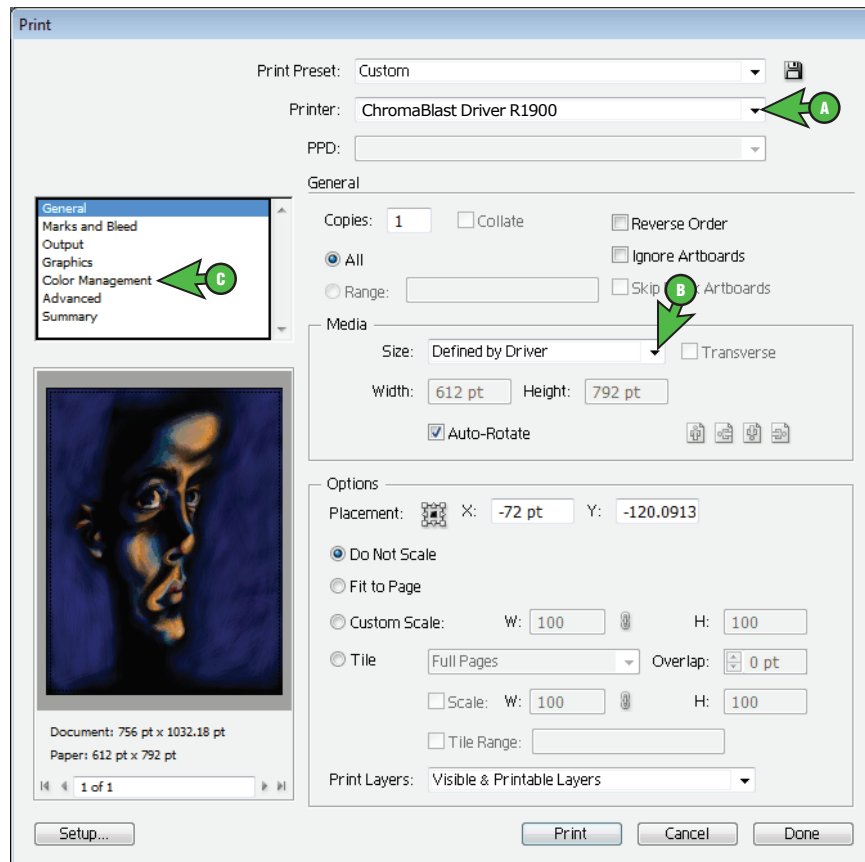 Print
Print Preset: Custom
Printer: ChromaBlast Driver R1900
A
PPD:
General
Marks and Bleed
Output
Graphics
Color Management
C
Advanced
Summary
General
Copies: 1 Collate Reverse Order
All Ignore Artboards
Range: Skip Artboards
B
Media
Size: Defined by Driver Transverse
Width: 612 pt Height: 792 pt
Auto-Rotate
Options
Placement: X: -72 pt Y: -120.0913
Do Not Scale
Fit to Page
Custom Scale: W: 100 H: 100
Tile Full Pages Overlap: 0 pt
Scale: W: 100 H: 100
Tile Range:
Print Layers: Visible & Printable Layers
Document: 756 pt x 1032.18 pt
Paper: 612 pt x 792 pt
1 of 1
Setup... Print Cancel Done